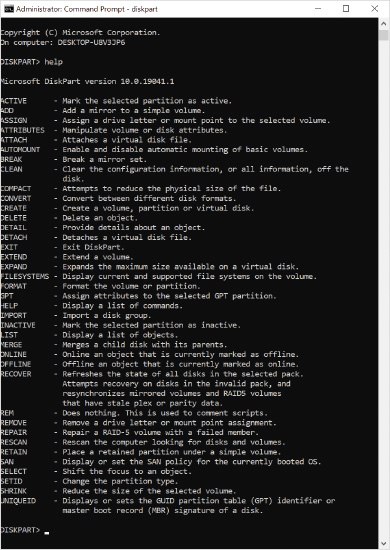 Administrator: Command Prompt - diskpart
Copyright (C) Microsoft Corporation.
On computer: DESKTOP-U8V3JP6
DISKPART> help
Microsoft DiskPart version 10.0.19041.1
ACTIVE - Mark the selected partition as active.
ADD - Add a mirror to a simple volume.
ASSIGN - Assign a drive letter or mount point to the selected volume.
ATTRIBUTES - Manipulate volume or disk attributes.
ATTACH - Attaches a virtual disk file.
AUTOMOUNT - Enable and disable automatic mounting of basic volumes.
BREAK - Break a mirror set.
CLEAN - Clear the configuration information, or all information, off the
disk.
COMPACT - Attempts to reduce the physical size of the file.
CONVERT - Convert between different disk formats.
CREATE - Create a volume, partition or virtual disk.
DELETE - Delete an object.
DETAIL - Provide details about an object.
DETACH - Detaches a virtual disk file.
EXIT - Exit DiskPart.
EXTEND - Extend a volume.
EXPAND - Expands the maximum size available on a virtual disk.
FILESYSTEMS - Display current and supported file systems on the volume.
FORMAT - Format the volume or partition.
GPT - Assign attributes to the selected GPT partition.
HELP - Display a list of commands.
IMPORT - Import a disk group.
INACTIVE - Mark the selected partition as inactive.
LIST - Display a list of objects.
MERGE - Merges a child disk with its parents.
ONLINE - Online an object that is currently marked as offline.
OFFLINE - Offline an object that is currently marked as online.
RECOVER - Refreshes the state of all disks in the selected pack.
Attempts recovery on disks in the invalid pack, and
resynchronizes mirrored volumes and RAID5 volumes
that have stale plex or parity data.
REM - Does nothing. This is used to comment scripts.
REMOVE - Remove a drive letter or mount point assignment.
REPAIR - Repair a RAID-5 volume with a failed member.
RESCAN - Rescan the computer looking for disks and volumes.
RETAIN - Place a retained partition under a simple volume.
SAN - Display or set the SAN policy for the currently booted OS.
SELECT - Shift the focus to an object.
SETID - Change the partition type.
SHRINK - Reduce the size of the selected volume.
UNIQUEID - Displays or sets the GUID partition table (GPT) identifier or
master boot record (MBR) signature of a disk.
DISKPART>